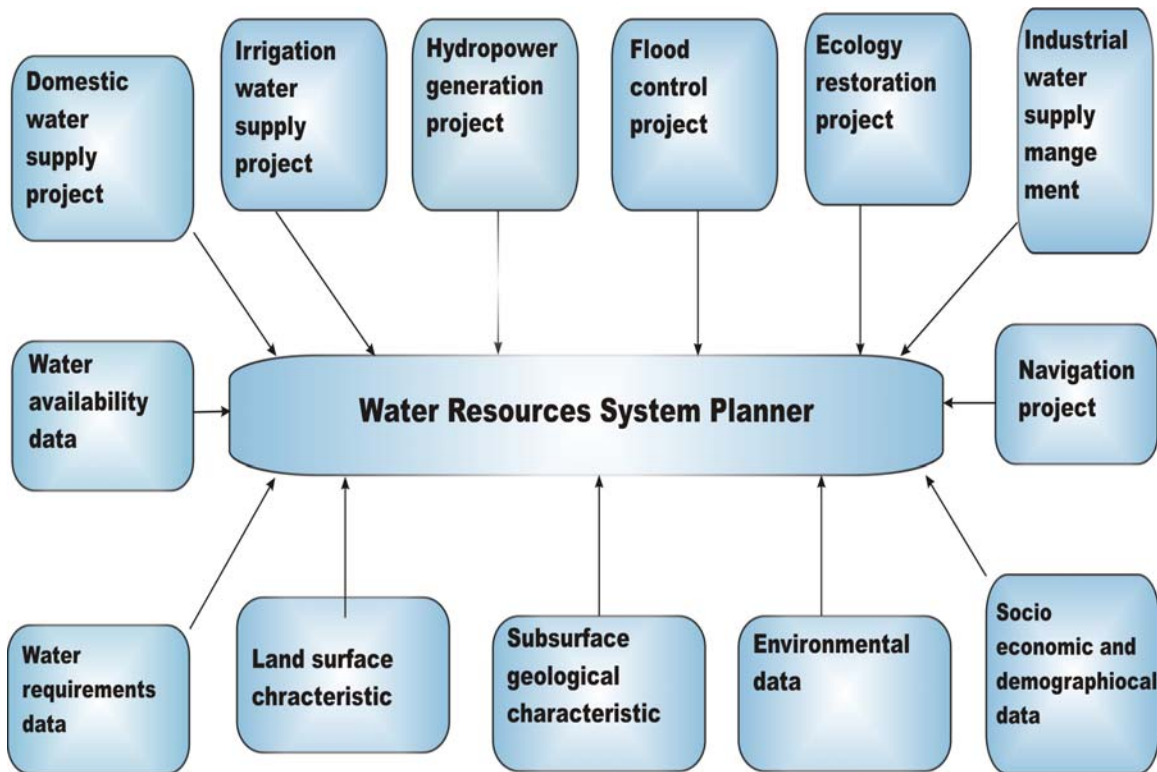 Domestic
water
supply
project
Irrigation
water
supply
project
Hydropower
generation
project
Flood
control
project
Ecology
restoration
project
Industrial
water
supply
mange
ment
Water
availability
data
Water Resources System Planner
Navigation
project
Water
requirements
data
Land surface
chracteristic
Subsurface
geological
characteristic
Environmental
data
Socio
economic and
demographiocal
data